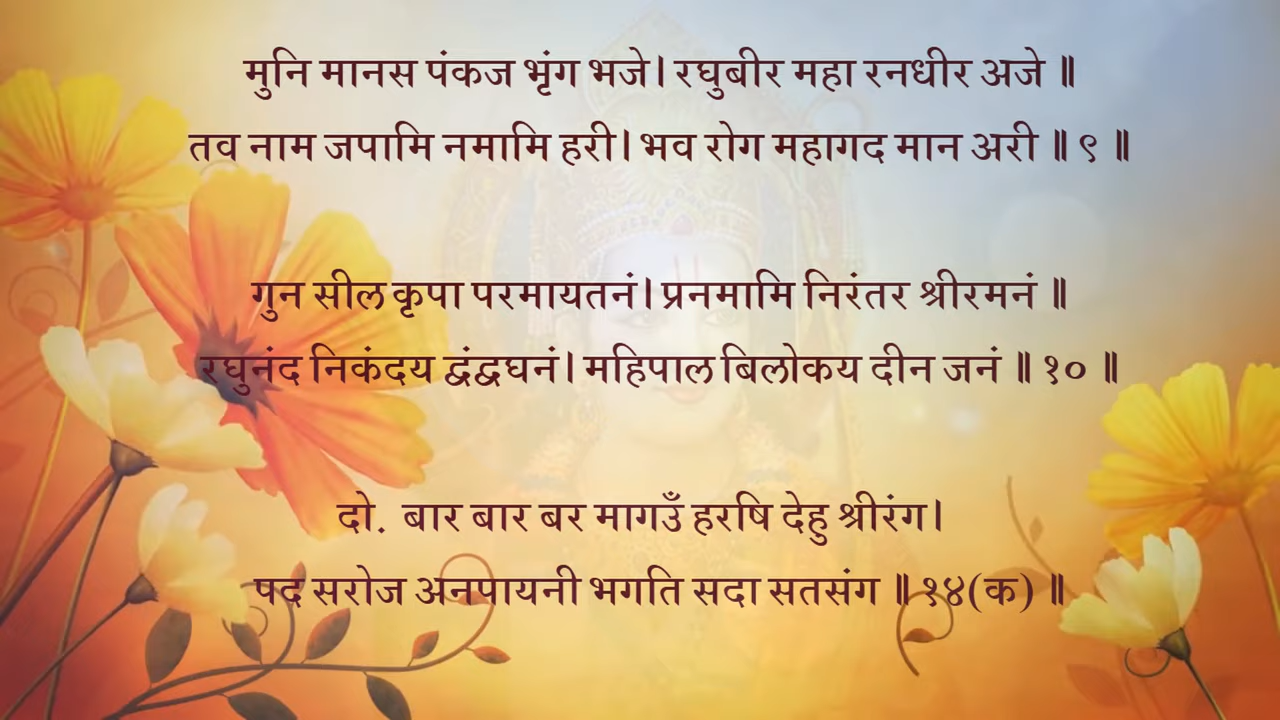 मुनि मानस पंकज भृंग भजे। रघुबीर महा रनधीर अजे ॥
तव नाम जपामि नमामि हरी। भव रोग महागद मान अरी ॥ ९ ॥
गुन सील कृपा परमायतनं। प्रनमामि निरंतर श्रीरमनं ॥
रघुनंद निकंदय द्वंद्वघनं। महिपाल बिलोकय दीन जनं ॥ १० ॥
दो. बार बार बर मागउँ हरषि देहु श्रीरंग।
पद सरोज अनपायनी भगति सदा सतसंग ॥ १४(क) ॥